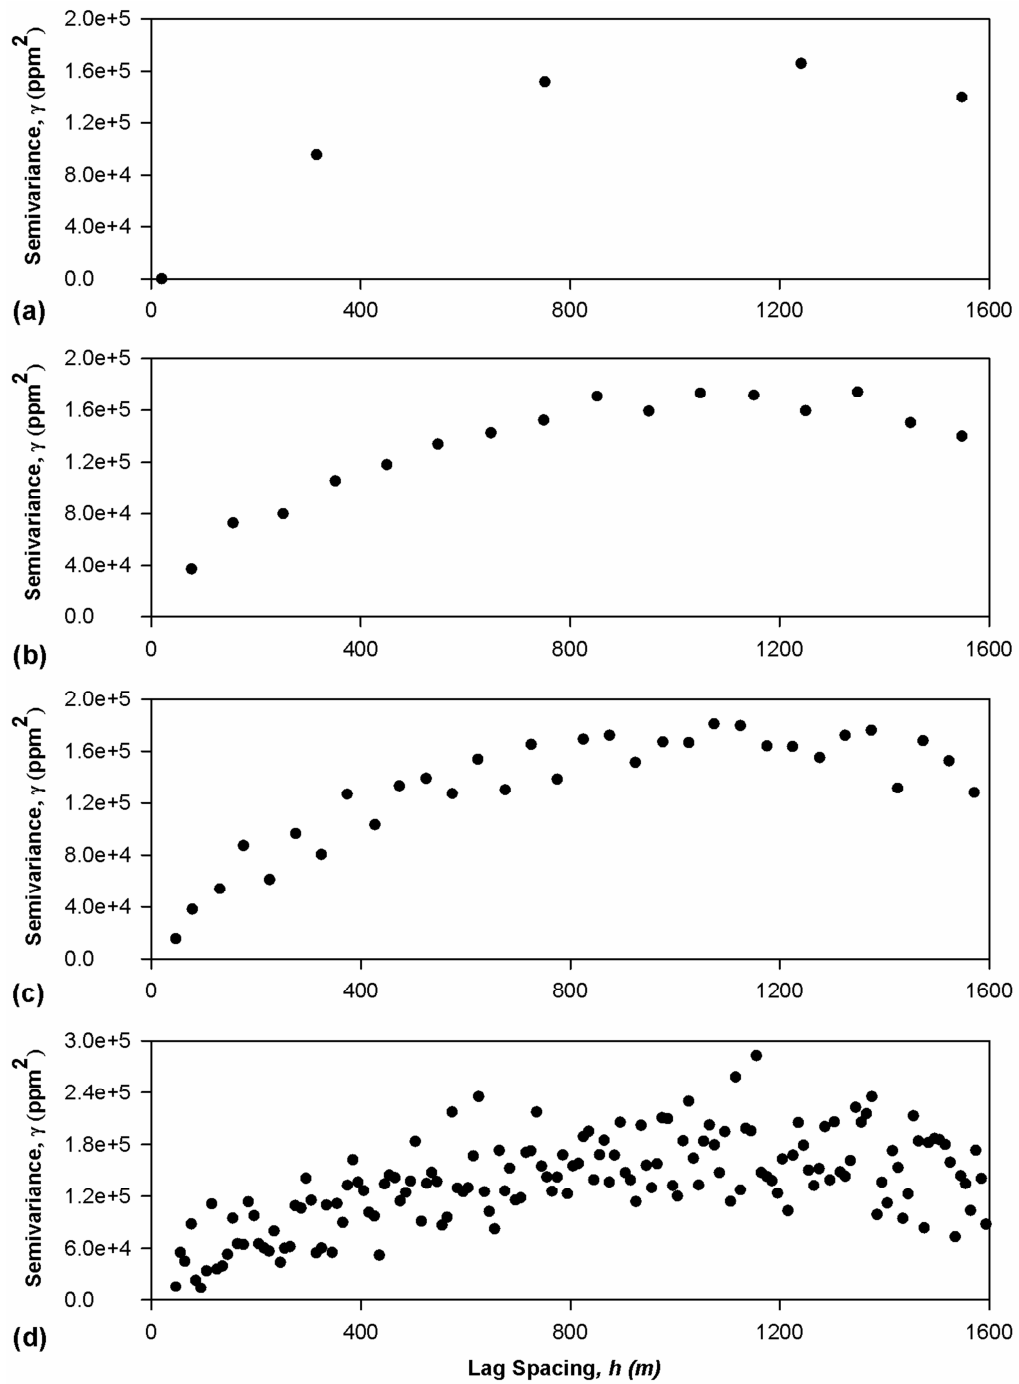 2.0e+5
1.6e+5
1.2e+5
8.0e+4
4.0e+4
0.0
Semivariance, γ (ppm²)
0 400 800 1200 1600
(a)
2.0e+5
1.6e+5
1.2e+5
8.0e+4
4.0e+4
0.0
Semivariance, γ (ppm²)
0 400 800 1200 1600
(b)
2.0e+5
1.6e+5
1.2e+5
8.0e+4
4.0e+4
0.0
Semivariance, γ (ppm²)
0 400 800 1200 1600
(c)
3.0e+5
2.4e+5
1.8e+5
1.2e+5
6.0e+4
0.0
Semivariance, γ (ppm²)
0 400 800 1200 1600
(d)
Lag Spacing, h (m)